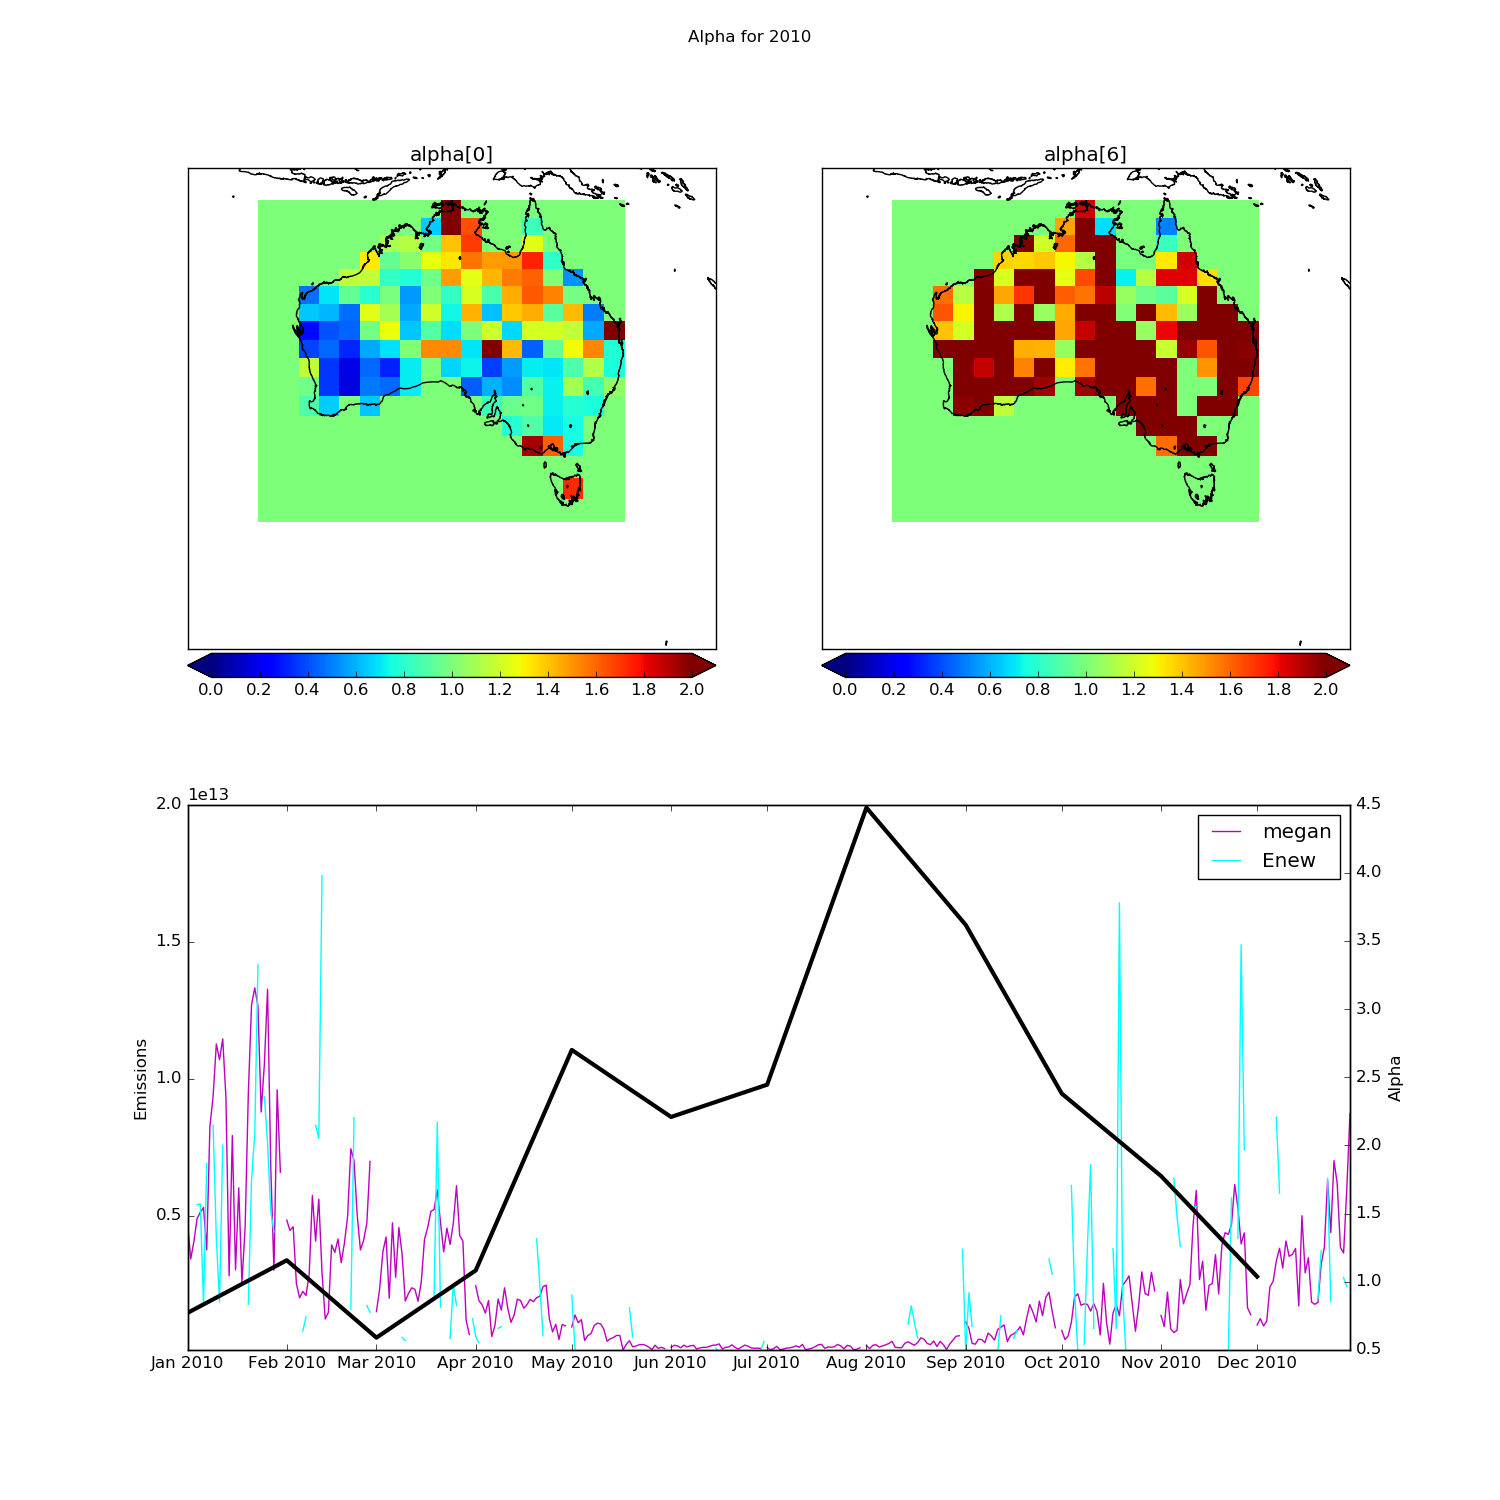 Alpha for 2010
alpha[0]
alpha[6]
0.0 0.2 0.4 0.6 0.8 1.0 1.2 1.4 1.6 1.8 2.0
0.0 0.2 0.4 0.6 0.8 1.0 1.2 1.4 1.6 1.8 2.0
1e13
2.0
1.5
1.0
0.5
Emissions
megan
Enew
4.5
4.0
3.5
3.0
2.5
2.0
1.5
1.0
0.5
Alpha
Jan 2010 Feb 2010 Mar 2010 Apr 2010 May 2010 Jun 2010 Jul 2010 Aug 2010 Sep 2010 Oct 2010 Nov 2010 Dec 2010